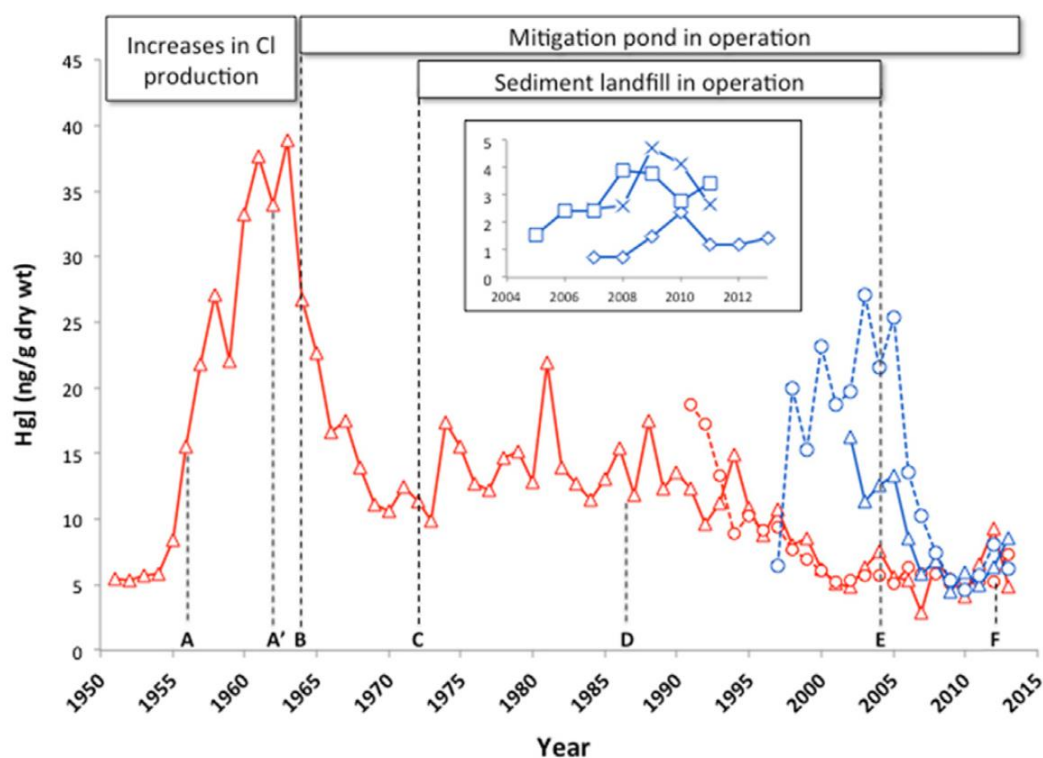 Increases in Cl
production
Mitigation pond in operation
Sediment landfill in operation
45
40
35
30
25
20
15
10
5
0
Hg] (ng/g dry wt)
5
4
3
2
1
0
2004 2006 2008 2010 2012
A A' B C D E F
1950 1955 1960 1965 1970 1975 1980 1985 1990 1995 2000 2005 2010 2015
Year